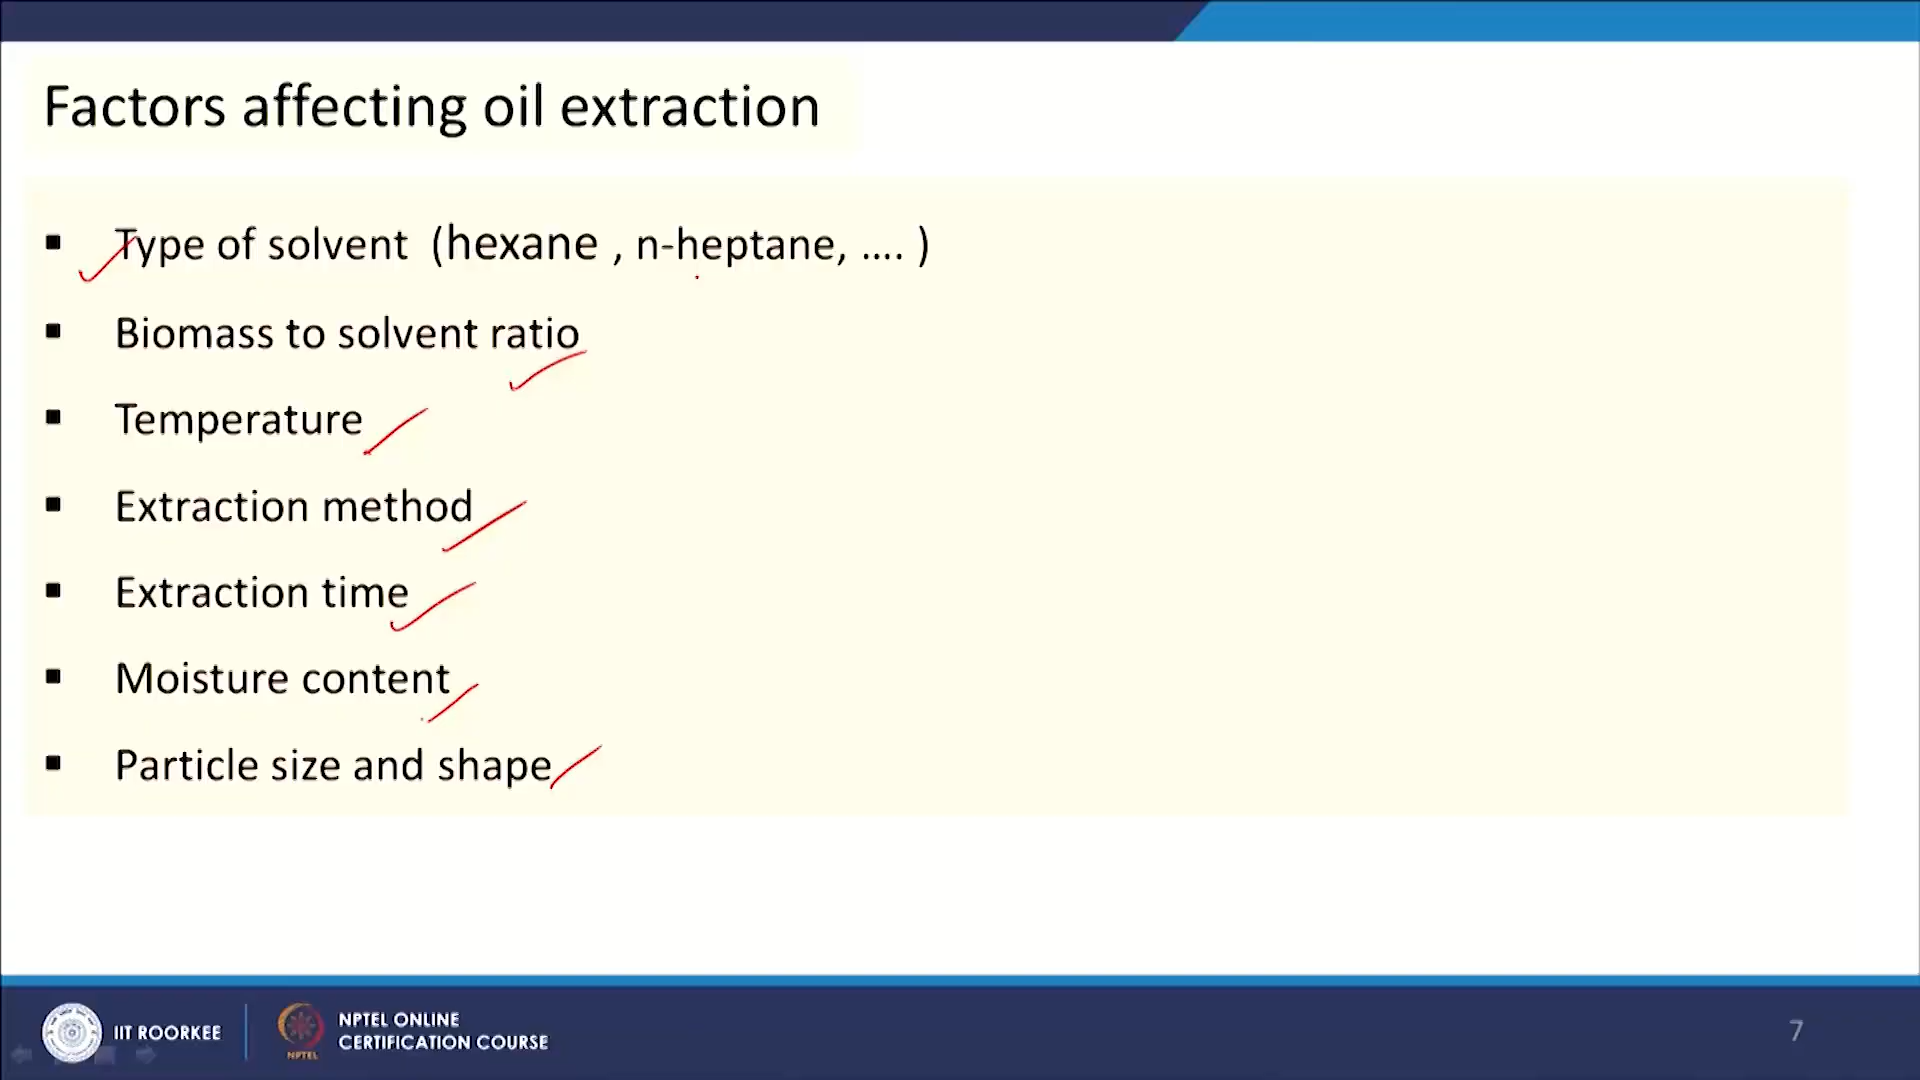 Factors affecting oil extraction
▪ Type of solvent (hexane , n-heptane, .... )
▪ Biomass to solvent ratio
▪ Temperature
▪ Extraction method
▪ Extraction time
▪ Moisture content
▪ Particle size and shape
IIT ROORKEE
NPTEL
NPTEL ONLINE
CERTIFICATION COURSE
7